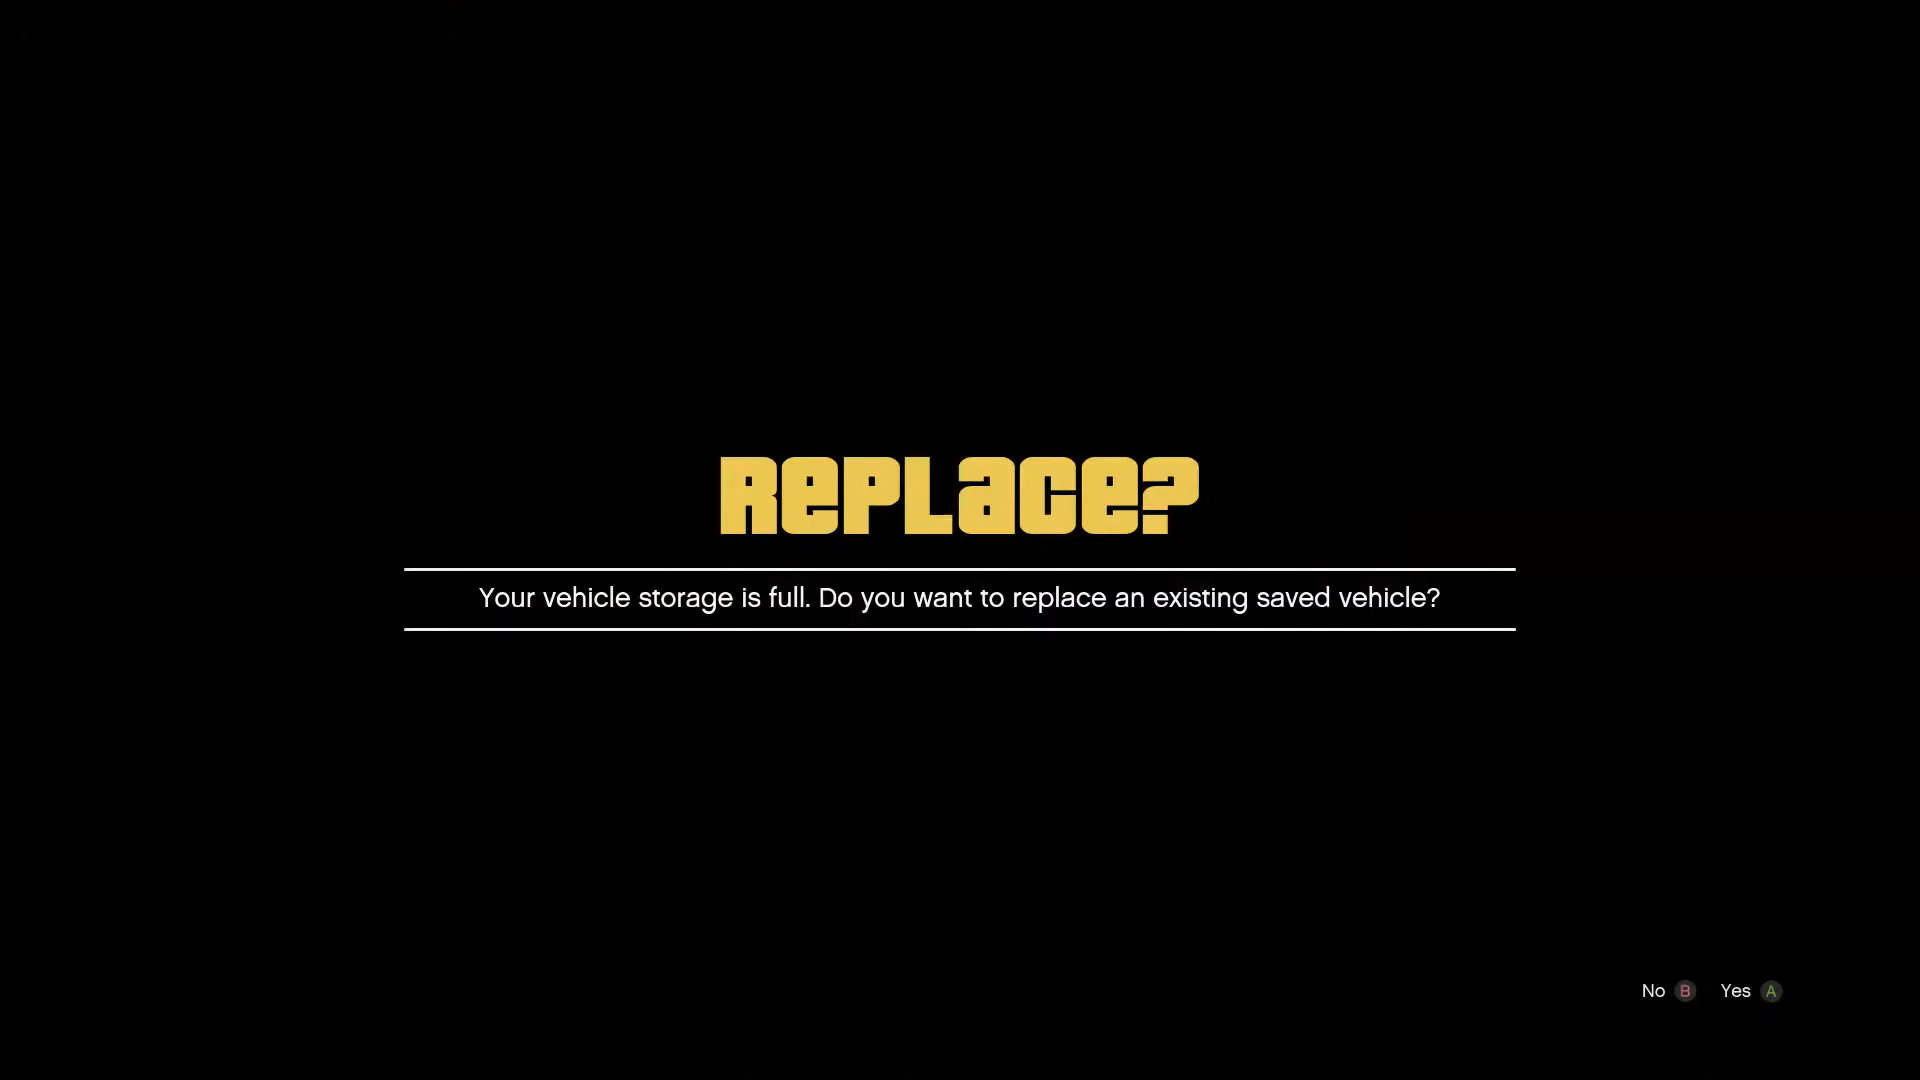 Replace?
Your vehicle storage is full. Do you want to replace an existing saved vehicle?
No B Yes A